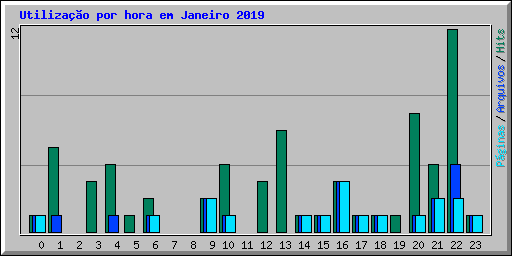 Utilização por hora em Janeiro 2019
12
Páginas / Arquivos / Hits
0 1 2 3 4 5 6 7 8 9 10 11 12 13 14 15 16 17 18 19 20 21 22 23